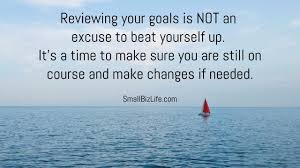 Reviewing your goals is NOT an
excuse to beat yourself up.
It's a time to make sure you are still on
course and make changes if needed.
SmallBizLife.com